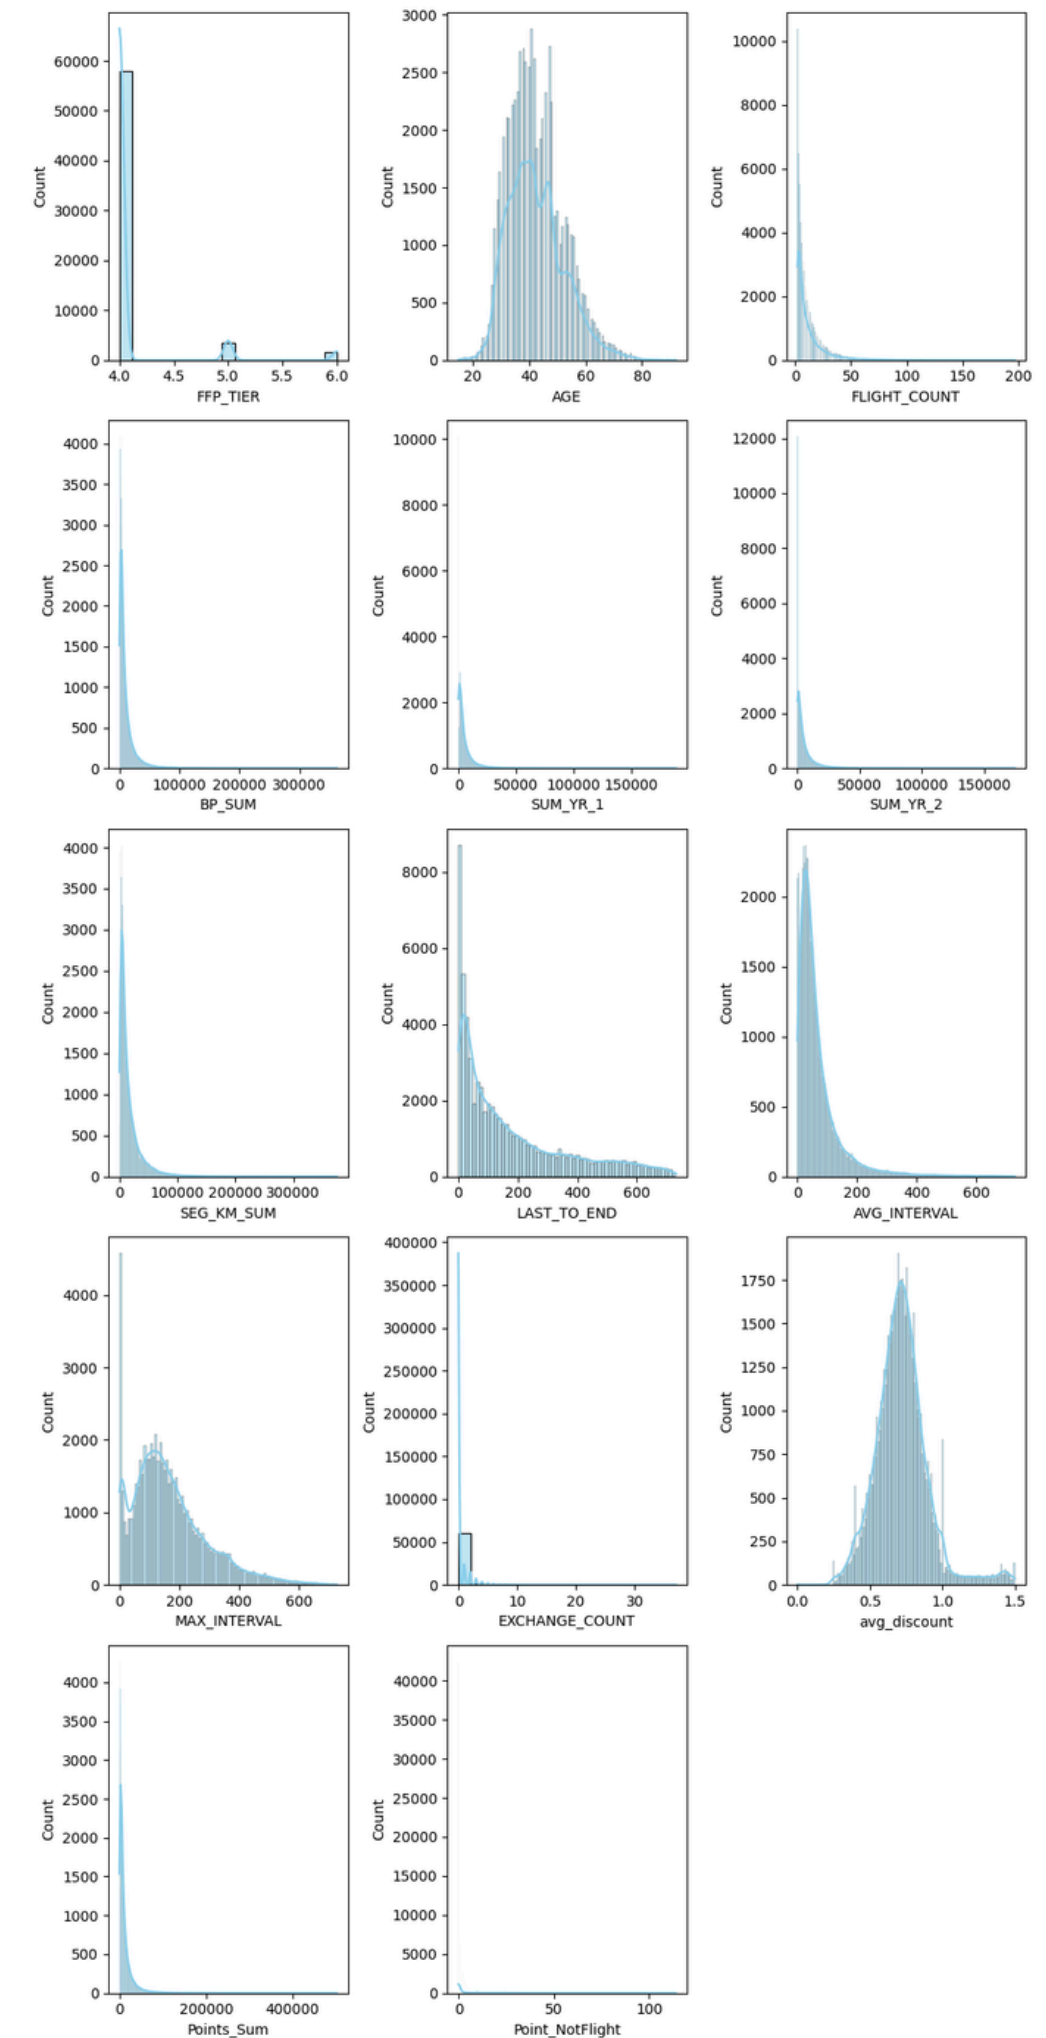 3000
60000
50000
40000
30000
20000
10000
0
Count
4.0 4.5 5.0 5.5 6.0
FFP_TIER
2500
2000
1500
1000
500
0
Count
20 40 60 80
AGE
10000
8000
6000
4000
2000
0
Count
0 50 100 150 200
FLIGHT_COUNT
4000
3500
3000
2500
2000
1500
1000
500
0
Count
0 100000 200000 300000
BP_SUM
10000
8000
6000
4000
2000
0
Count
0 50000 100000 150000
SUM_YR_1
12000
10000
8000
6000
4000
2000
0
Count
0 50000 100000 150000
SUM_YR_2
4000
3500
3000
2500
2000
1500
1000
500
0
Count
0 100000 200000 300000
SEG_KM_SUM
8000
6000
4000
2000
0
Count
0 200 400 600
LAST_TO_END
2000
1500
1000
500
0
Count
0 200 400 600
AVG_INTERVAL
4000
3000
2000
1000
0
Count
0 200 400 600
MAX_INTERVAL
400000
350000
300000
250000
200000
150000
100000
50000
0
Count
0 10 20 30
EXCHANGE_COUNT
1750
1500
1250
1000
750
500
250
0
Count
0.0 0.5 1.0 1.5
avg_discount
4000
3500
3000
2500
2000
1500
1000
500
0
Count
0 200000 400000
Points_Sum
40000
35000
30000
25000
20000
15000
10000
5000
0
Count
0 50 100
Point_NotFlight